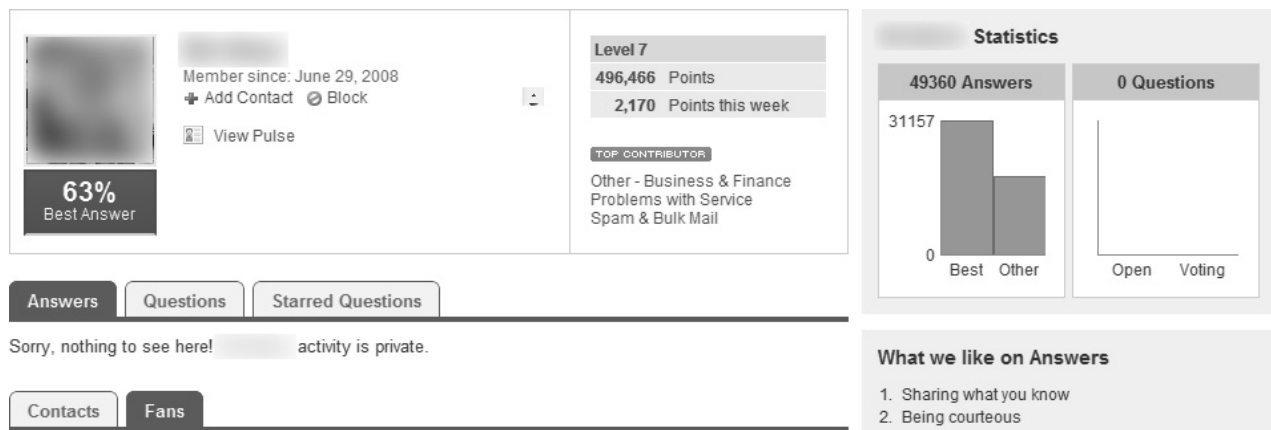 Member since: June 29, 2008
Add Contact Block
View Pulse
63%
Best Answer
Level 7
496,466 Points
2,170 Points this week
TOP CONTRIBUTOR
Other - Business & Finance
Problems with Service
Spam & Bulk Mail
Answers Questions Starred Questions
Sorry, nothing to see here! activity is private.
Contacts Fans
Statistics
49360 Answers
31157
0
Best Other
0 Questions
Open Voting
What we like on Answers
1. Sharing what you know
2. Being courteous